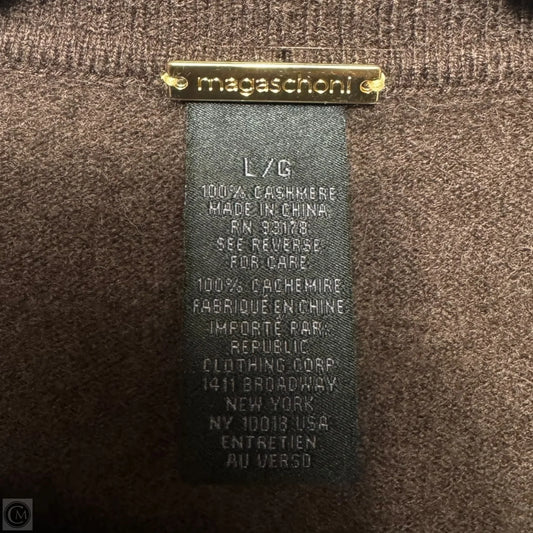 magaschoni
L/G
100% CASHMERE
MADE IN CHINA
RN 93178
SEE REVERSE
FOR CARE
100% CACHEMIRE
FABRIQUE EN CHINE
IMPORTE PAR:
REPUBLIC
CLOTHING CORP
1411 BROADWAY
NEW YORK
NY 10018 USA
ENTRETIEN
AU VERSO
CM